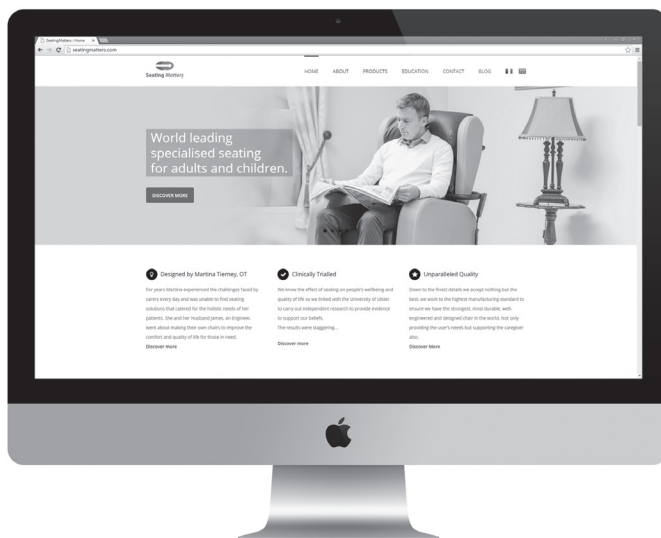 SeatingMatters : Home
seatingmatters.com
Seating Matters
HOME ABOUT PRODUCTS EDUCATION CONTACT BLOG
World leading
specialised seating
for adults and children.
DISCOVER MORE
Designed by Martina Tierney, OT
For years Martina experienced the challenges faced by
carers every day and was unable to find seating
solutions that catered for the holistic needs of her
patients. She and her husband James, an Engineer,
went about making their own chairs to improve the
comfort and quality of life for those in need.
Discover more
Clinically Trialled
We know the effect of seating on people's wellbeing and
quality of life so we linked with the University of Ulster
to carry out independent research to provide evidence
to support our beliefs.
The results were staggering...
Discover more
Unparalleled Quality
Down to the finest details we accept nothing but the
best, we work to the highest manufacturing standard to
ensure we have the strongest, most durable, well-
engineered and designed chair in the world. Not only
providing the user's needs but supporting the caregiver
also.
Discover More